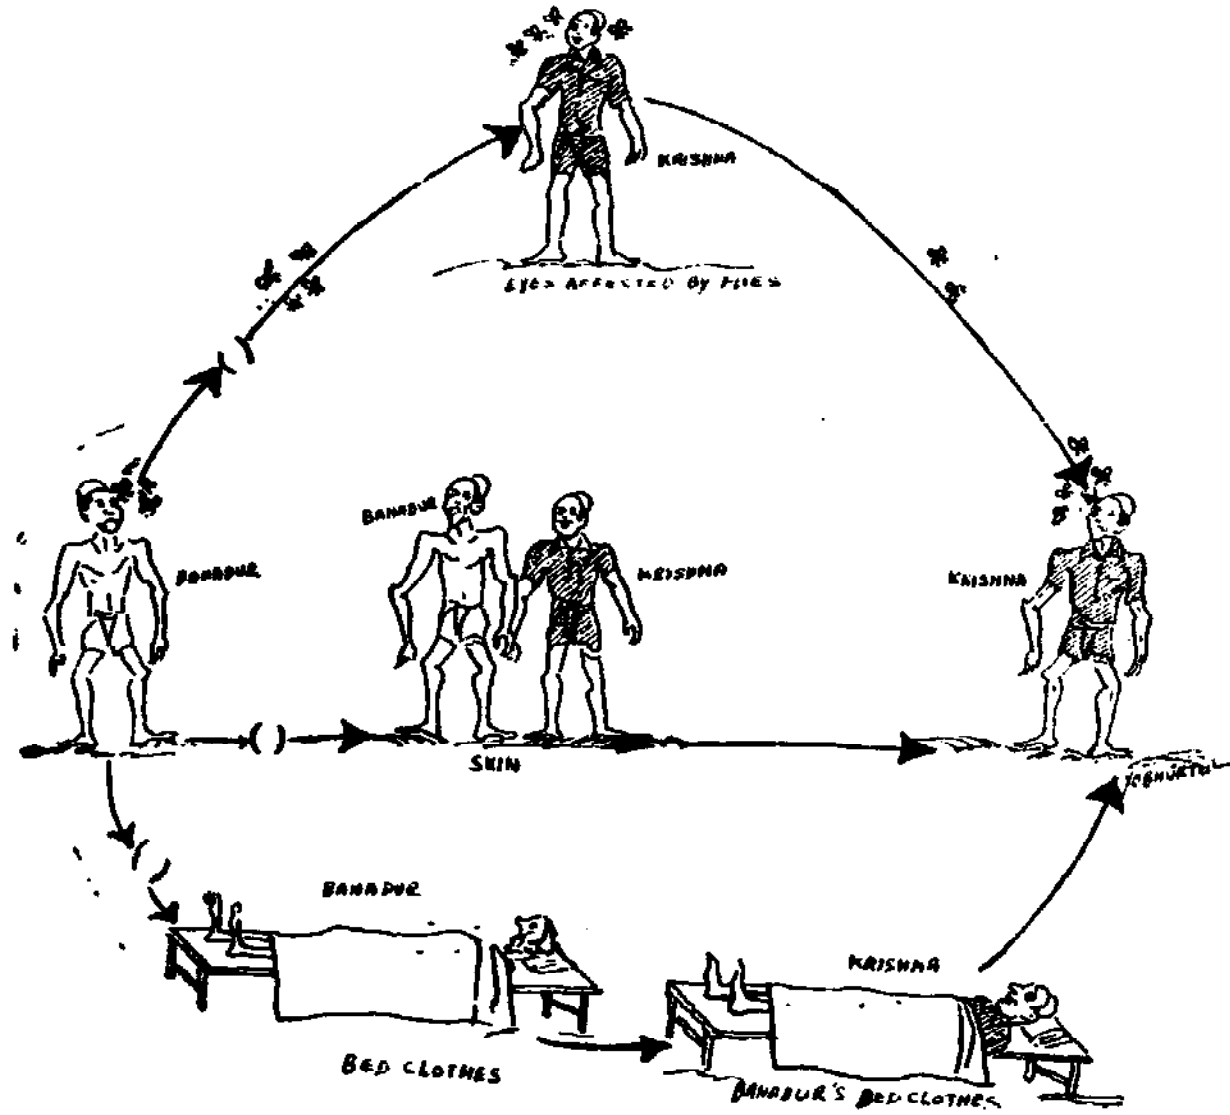 KRISHNA
EYES AFFECTED BY FLIES
BAHADUR
BAHADUR
KRISHNA
KRISHNA
SKIN
BAHADUR
KRISHNA
BED CLOTHES
BAHADUR'S BED CLOTHES